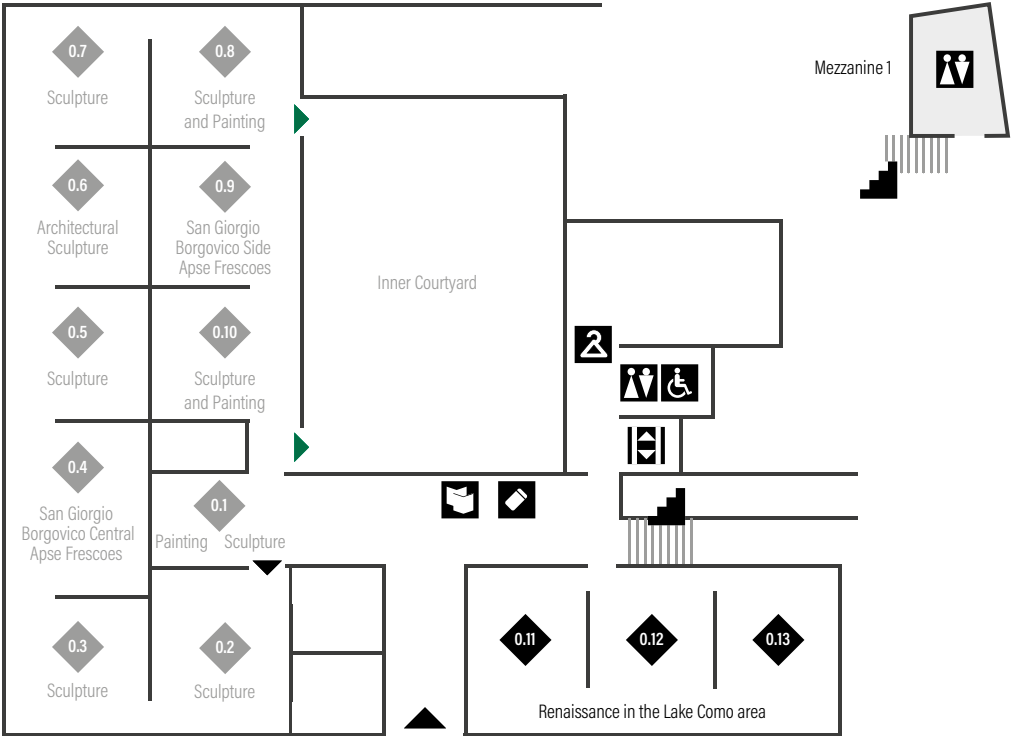 0.7
Sculpture
0.8
Sculpture
and Painting
Mezzanine 1
0.6
Architectural
Sculpture
0.9
San Giorgio
Borgovico Side
Apse Frescoes
Inner Courtyard
0.5
Sculpture
0.10
Sculpture
and Painting
0.4
San Giorgio
Borgovico Central
Apse Frescoes
0.1
Painting Sculpture
0.3
Sculpture
0.2
Sculpture
0.11
0.12
0.13
Renaissance in the Lake Como area